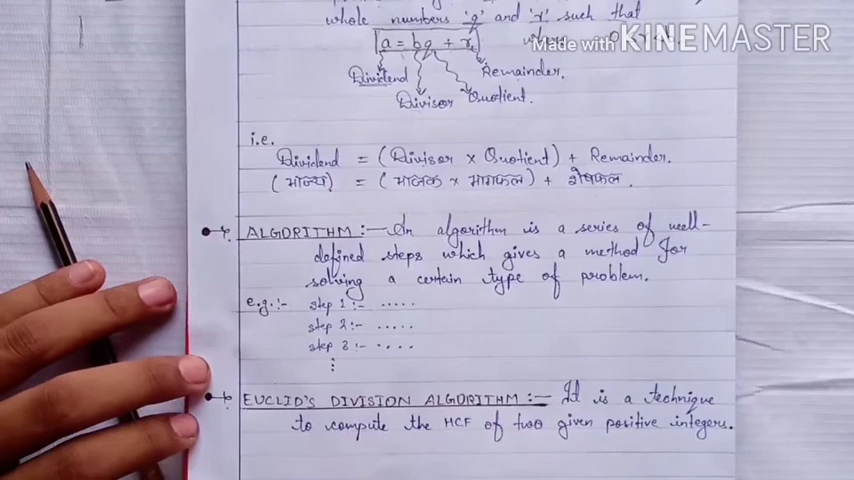 whole numbers 'q' and 'r' such that
a = bq + r, where
Made with KINEMASTER
Dividend Remainder.
Divisor Quotient.
i.e.
Dividend = (Divisor × Quotient) + Remainder.
(भाज्य) = (भाजक × भागफल) + शेषफल.
ALGORITHM :— An algorithm is a series of well-
defined steps which gives a method for
solving a certain type of problem.
e.g.:- step 1 :- .....
step 2 :- .....
step 3 :- ....
⋮
EUCLID'S DIVISION ALGORITHM :— It is a technique
to compute the HCF of two given positive integers.